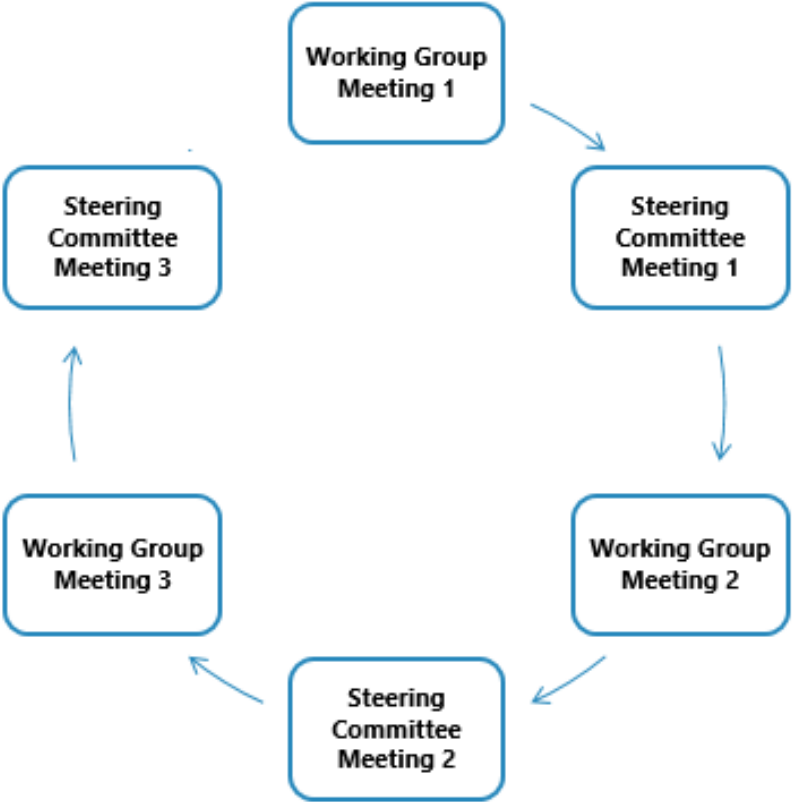 Working Group
Meeting 1
Steering
Committee
Meeting 1
Working Group
Meeting 2
Steering
Committee
Meeting 2
Working Group
Meeting 3
Steering
Committee
Meeting 3